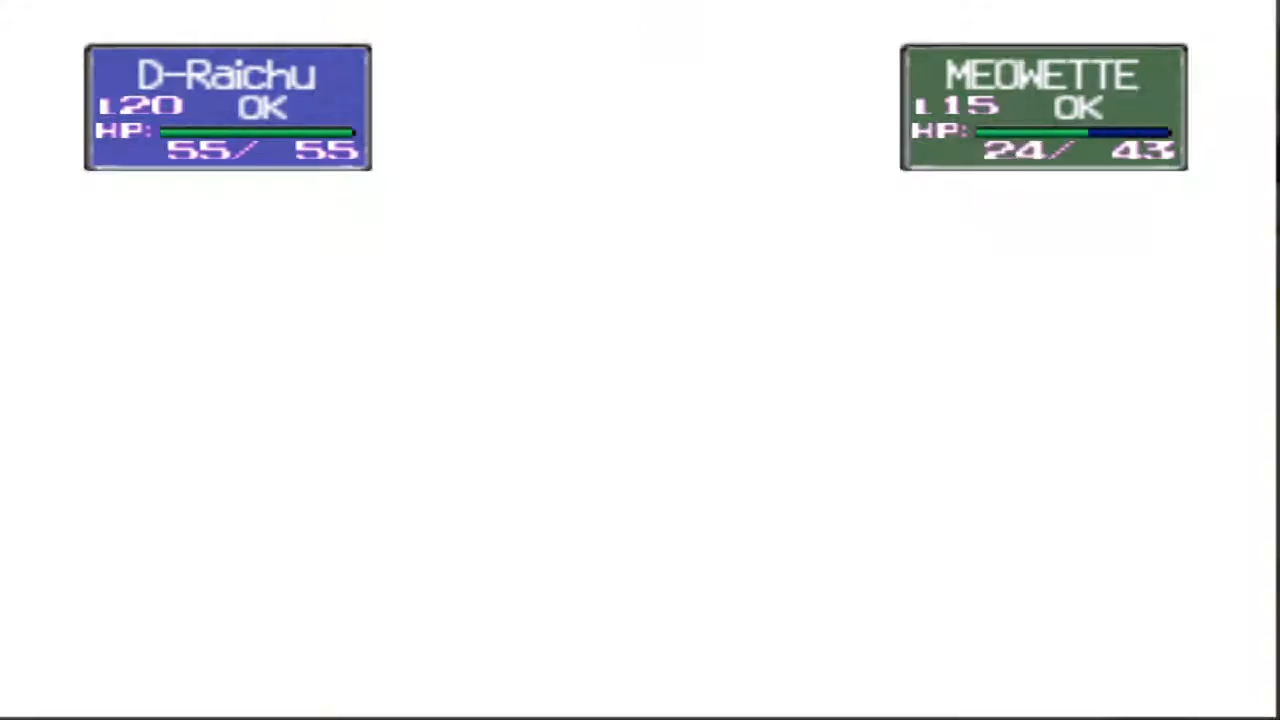 D-Raichu
L20 OK
HP:
55/ 55
MEOWETTE
L15 OK
HP:
24/ 43